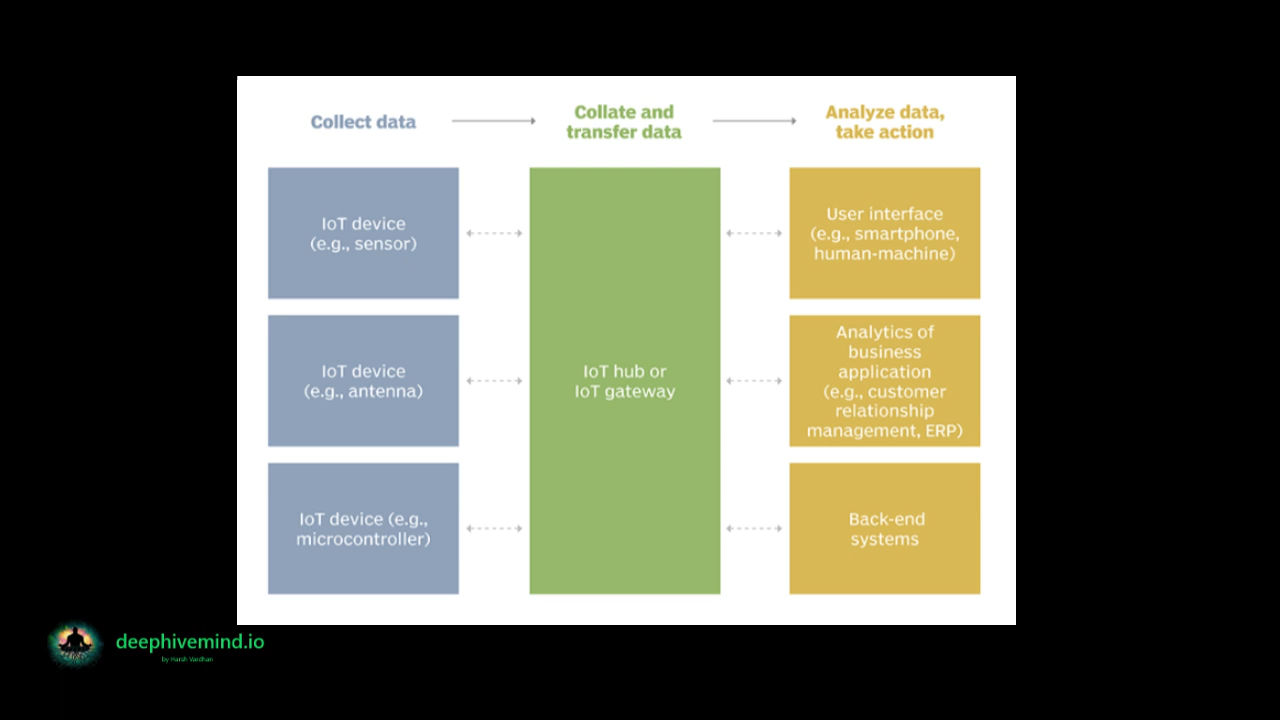 Collect data
Collate and
transfer data
Analyze data,
take action
IoT device
(e.g., sensor)
IoT device
(e.g., antenna)
IoT device (e.g.,
microcontroller)
IoT hub or
IoT gateway
User interface
(e.g., smartphone,
human-machine)
Analytics of
business
application
(e.g., customer
relationship
management, ERP)
Back-end
systems
deephivemind.io
by Harsh Vardhan